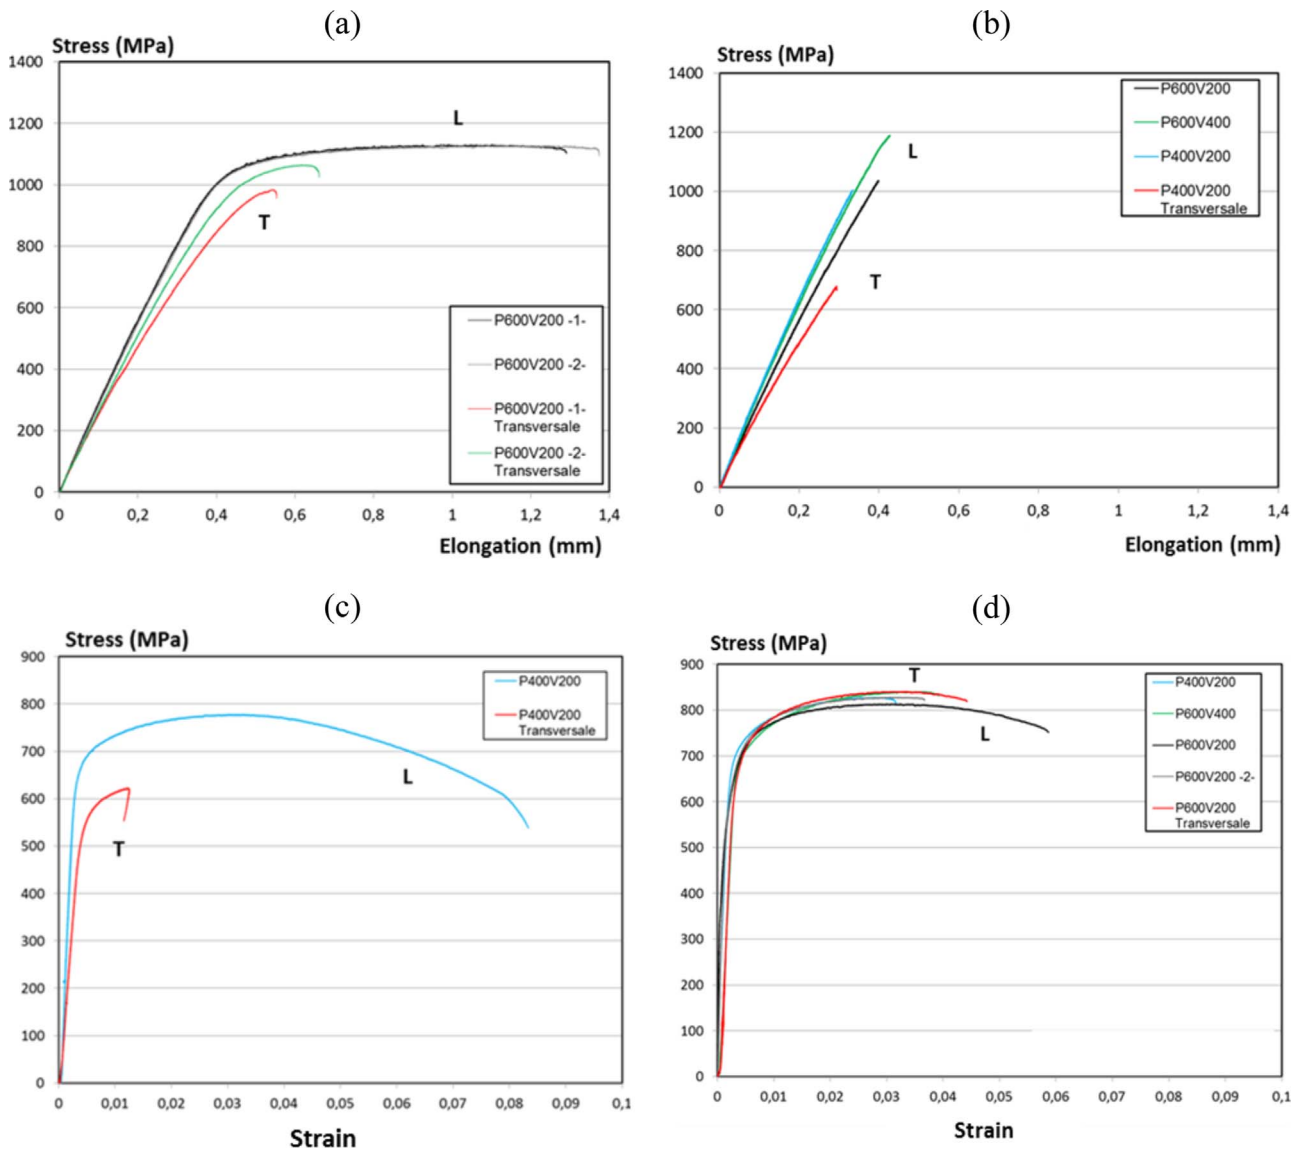 (a)
Stress (MPa)
1400
1200
1000
800
600
400
200
0
0 0,2 0,4 0,6 0,8 1 1,2 1,4
Elongation (mm)
L
T
P600V200 -1-
P600V200 -2-
P600V200 -1-
Transversale
P600V200 -2-
Transversale
(b)
Stress (MPa)
1400
1200
1000
800
600
400
200
0
0 0,2 0,4 0,6 0,8 1 1,2 1,4
Elongation (mm)
L
T
P600V200
P600V400
P400V200
P400V200
Transversale
(c)
Stress (MPa)
900
800
700
600
500
400
300
200
100
0
0 0,01 0,02 0,03 0,04 0,05 0,06 0,07 0,08 0,09 0,1
Strain
L
T
P400V200
P400V200
Transversale
(d)
Stress (MPa)
900
800
700
600
500
400
300
200
100
0
0 0,01 0,02 0,03 0,04 0,05 0,06 0,07 0,08 0,09 0,1
Strain
T
L
P400V200
P600V400
P600V200
P600V200 -2-
P600V200
Transversale